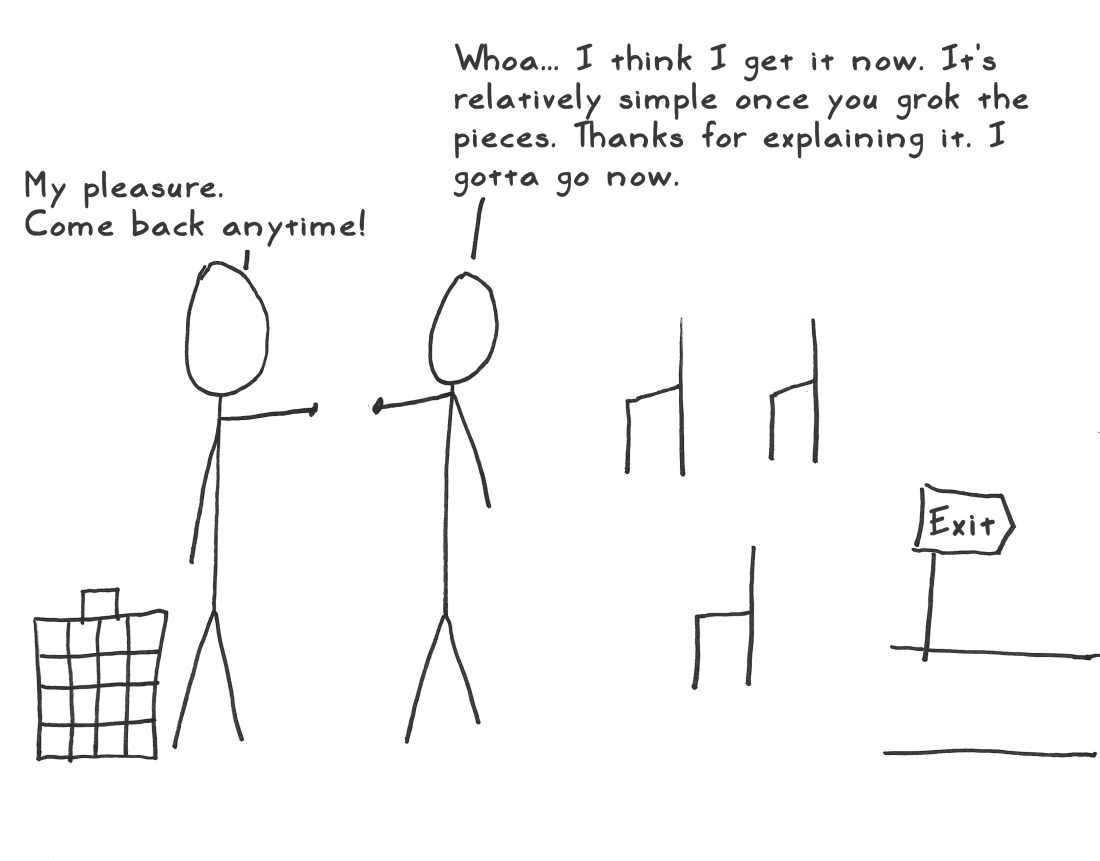 Whoa... I think I get it now. It's
relatively simple once you grok the
pieces. Thanks for explaining it. I
gotta go now.
My pleasure.
Come back anytime!
Exit